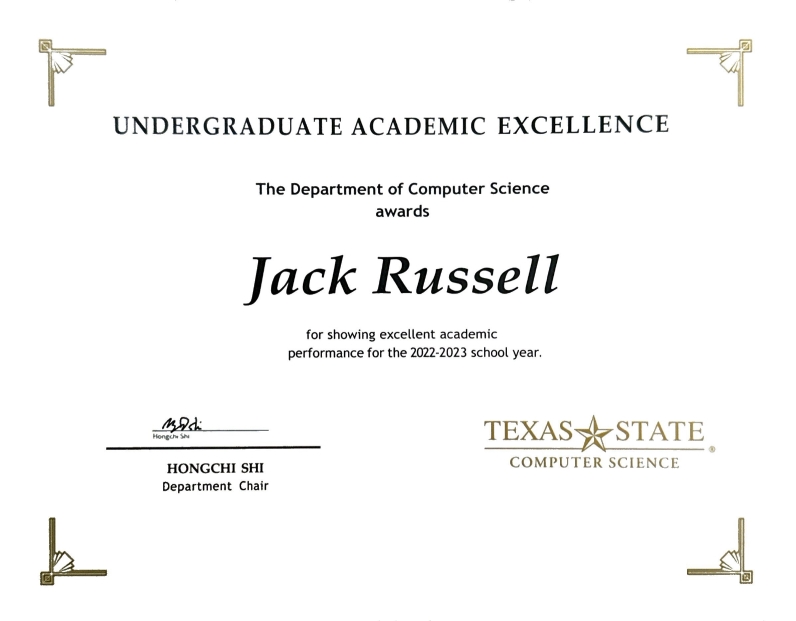 UNDERGRADUATE ACADEMIC EXCELLENCE
The Department of Computer Science
awards
Jack Russell
for showing excellent academic
performance for the 2022-2023 school year.
Hongchi Shi
HONGCHI SHI
Department Chair
TEXAS STATE®
COMPUTER SCIENCE